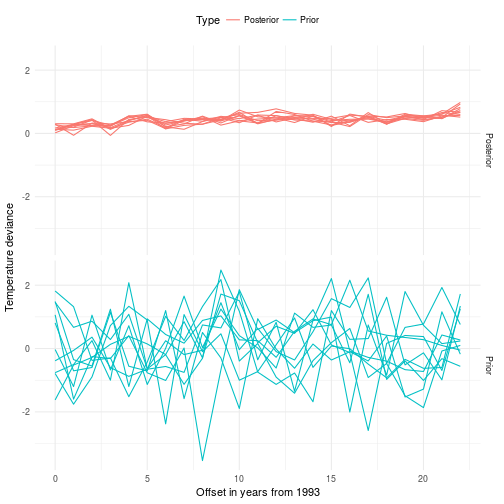 Type Posterior Prior
2
0
-2
Posterior
Temperature deviance
2
0
-2
Prior
0 5 10 15 20
Offset in years from 1993